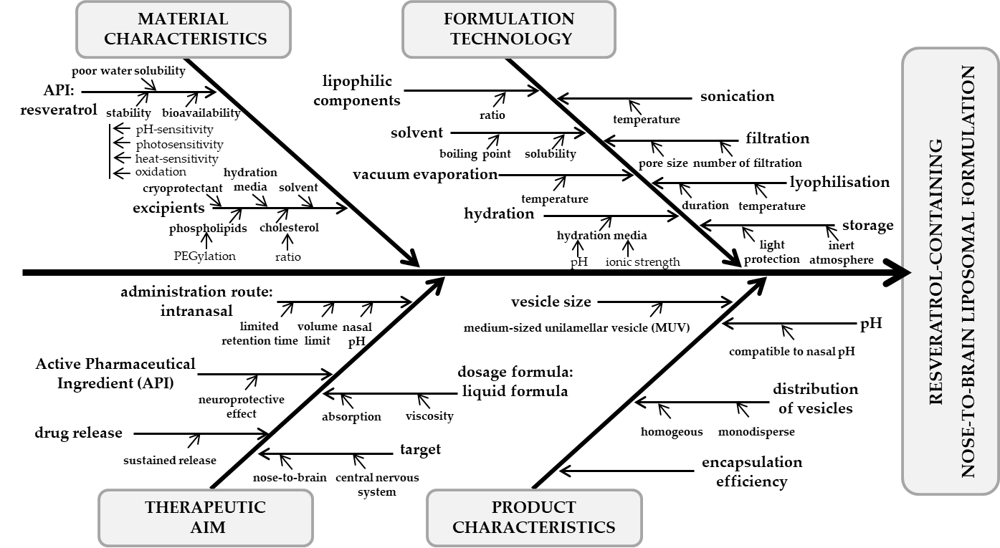 MATERIAL
CHARACTERISTICS
poor water solubility
API:
resveratrol
stability
bioavailability
pH-sensitivity
photosensitivity
heat-sensitivity
oxidation
hydration
media
cryoprotectant
solvent
excipients
phospholipids
cholesterol
PEGylation
ratio
FORMULATION
TECHNOLOGY
lipophilic
components
ratio
solvent
boiling point
solubility
vacuum evaporation
temperature
hydration
hydration media
pH
ionic strength
sonication
temperature
filtration
pore size
number of filtration
lyophilisation
duration
temperature
storage
light
protection
inert
atmosphere
administration route:
intranasal
limited
retention time
volume
limit
nasal
pH
Active Pharmaceutical
Ingredient (API)
neuroprotective
effect
dosage formula:
liquid formula
absorption
viscosity
drug release
sustained release
target
nose-to-brain
central nervous
system
THERAPEUTIC
AIM
vesicle size
medium-sized unilamellar vesicle (MUV)
pH
compatible to nasal pH
distribution
of vesicles
homogeous
monodisperse
encapsulation
efficiency
PRODUCT
CHARACTERISTICS
RESVERATROL-CONTAINING
NOSE-TO-BRAIN LIPOSOMAL FORMULATION